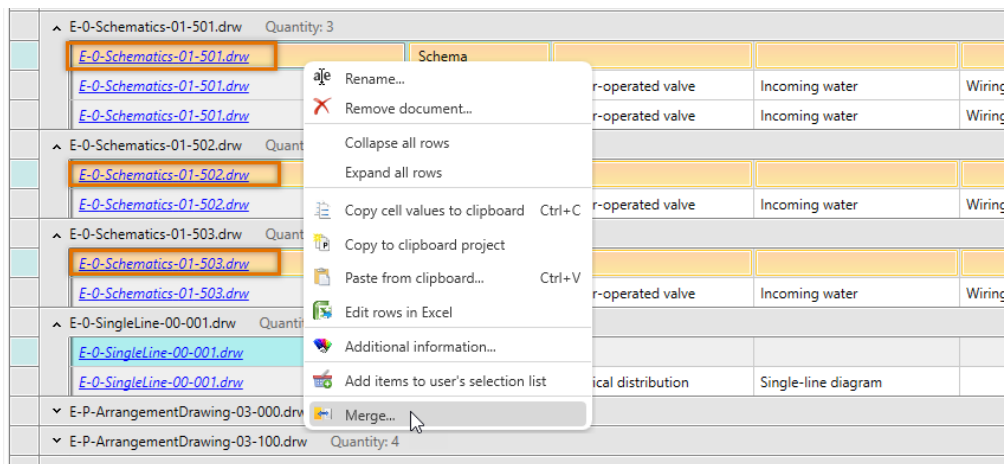 E-0-Schematics-01-501.drw Quantity: 3
E-0-Schematics-01-501.drw Schema
E-0-Schematics-01-501.drw r-operated valve Incoming water Wiring
E-0-Schematics-01-501.drw r-operated valve Incoming water Wiring
E-0-Schematics-01-502.drw Quant
E-0-Schematics-01-502.drw
E-0-Schematics-01-502.drw r-operated valve Incoming water Wiring
E-0-Schematics-01-503.drw Quant
E-0-Schematics-01-503.drw
E-0-Schematics-01-503.drw r-operated valve Incoming water Wiring
E-0-SingleLine-00-001.drw Quanti
E-0-SingleLine-00-001.drw
E-0-SingleLine-00-001.drw ical distribution Single-line diagram
E-P-ArrangementDrawing-03-000.drw
E-P-ArrangementDrawing-03-100.drw Quantity: 4
Rename...
Remove document...
Collapse all rows
Expand all rows
Copy cell values to clipboard Ctrl+C
Copy to clipboard project
Paste from clipboard... Ctrl+V
Edit rows in Excel
Additional information...
Add items to user's selection list
Merge...